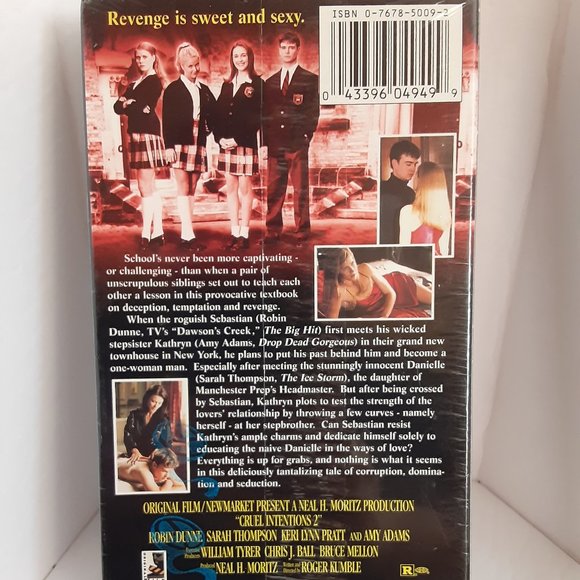 Revenge is sweet and sexy.
ISBN 0-7678-5009-2
0 43396 04949 9
School's never been more captivating -
or challenging - than when a pair of
unscrupulous siblings set out to teach each
other a lesson in this provocative textbook
on deception, temptation and revenge.
When the roguish Sebastian (Robin
Dunne, TV's "Dawson's Creek," The Big Hit) first meets his wicked
stepsister Kathryn (Amy Adams, Drop Dead Gorgeous) in their grand new
townhouse in New York, he plans to put his past behind him and become a
one-woman man. Especially after meeting the stunningly innocent Danielle
(Sarah Thompson, The Ice Storm), the daughter of
Manchester Prep's Headmaster. But after being crossed
by Sebastian, Kathryn plots to test the strength of the
lovers' relationship by throwing a few curves - namely
herself - at her stepbrother. Can Sebastian resist
Kathryn's ample charms and dedicate himself solely to
educating the naive Danielle in the ways of love?
Everything is up for grabs, and nothing is what it seems
in this deliciously tantalizing tale of corruption, domina-
tion and seduction.
ORIGINAL FILM/NEWMARKET PRESENT A NEAL H. MORITZ PRODUCTION
"CRUEL INTENTIONS 2"
ROBIN DUNNE SARAH THOMPSON KERI LYNN PRATT AND AMY ADAMS
Executive Producers WILLIAM TYRER CHRIS J. BALL BRUCE MELLON
Produced by NEAL H. MORITZ Written and Directed by ROGER KUMBLE
R